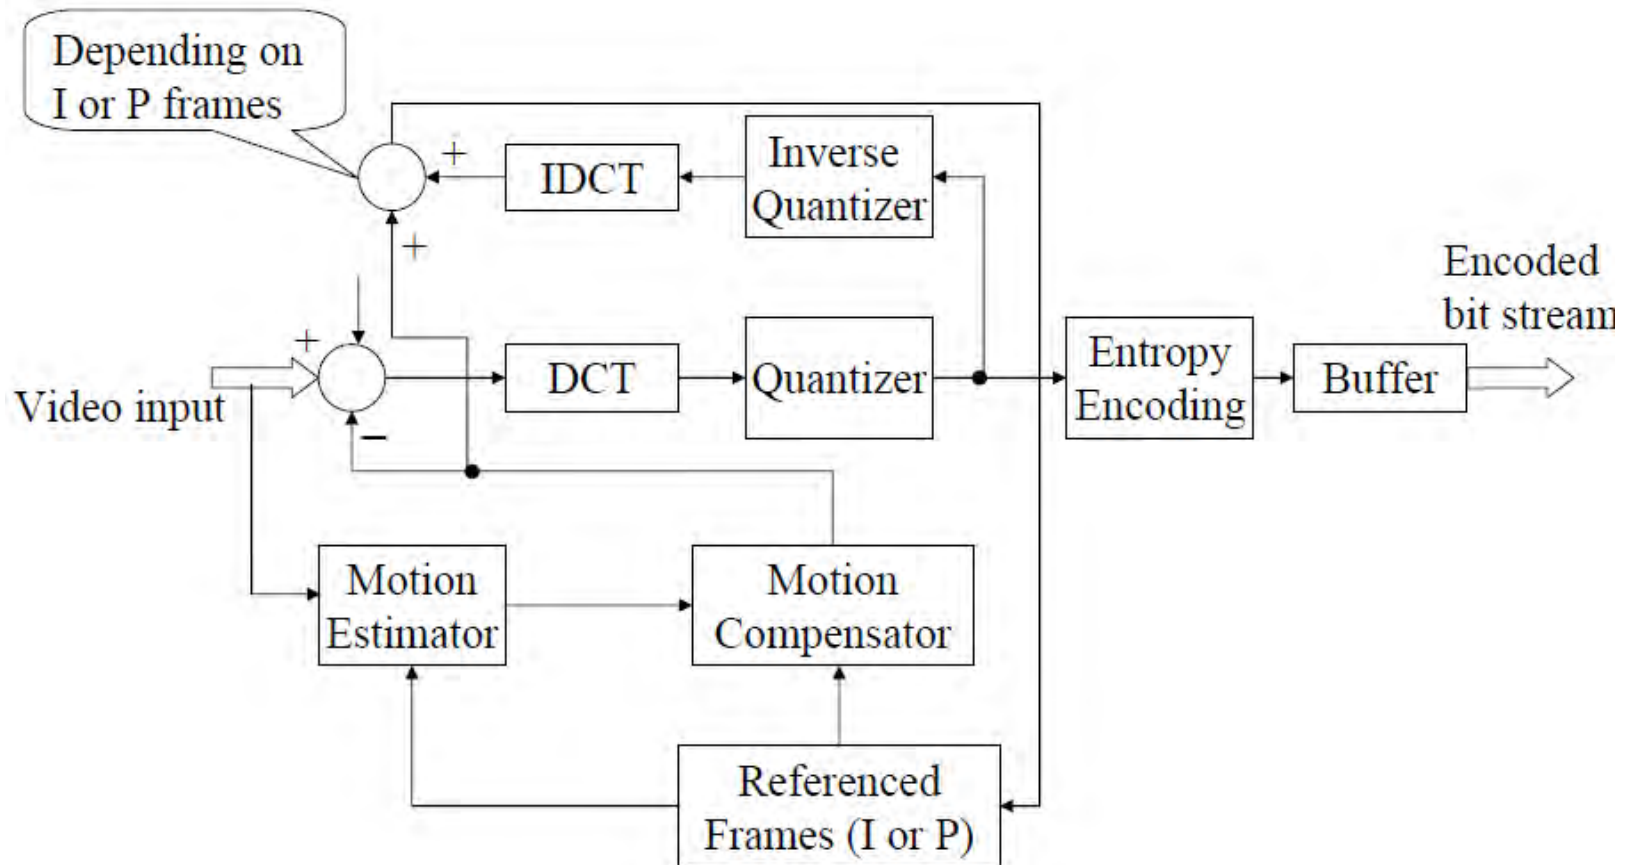 Depending on
I or P frames
+
IDCT
Inverse
Quantizer
+
Encoded
bit stream
+
Video input
DCT
Quantizer
Entropy
Encoding
Buffer
−
Motion
Estimator
Motion
Compensator
Referenced
Frames (I or P)